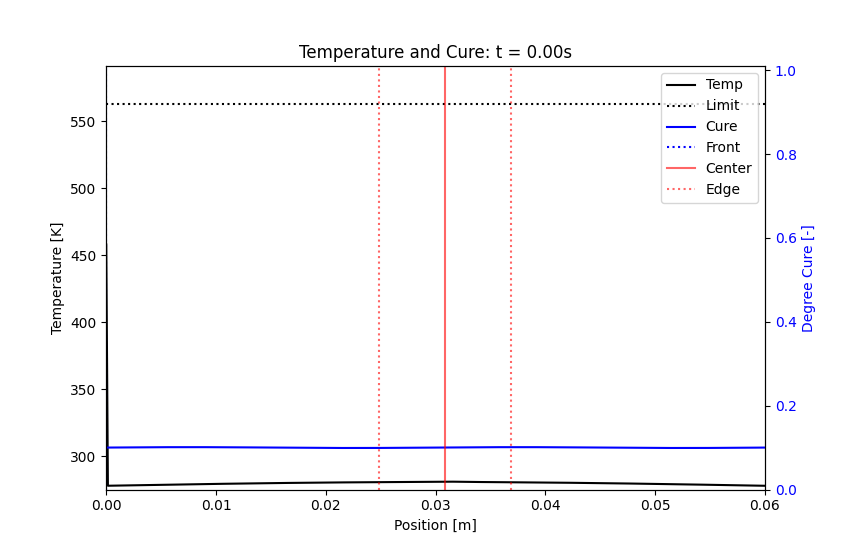 Temperature and Cure: t = 0.00s
Temp
Limit
Cure
Front
Center
Edge
Temperature [K]
550
500
450
400
350
300
Degree Cure [-]
1.0
0.8
0.6
0.4
0.2
0.0
0.00
0.01
0.02
0.03
0.04
0.05
0.06
Position [m]